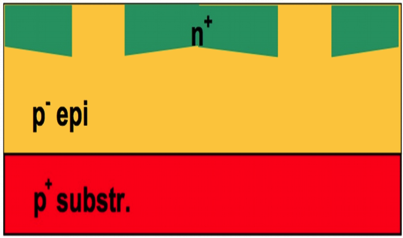 n⁺
p⁻ epi
p⁺ substr.